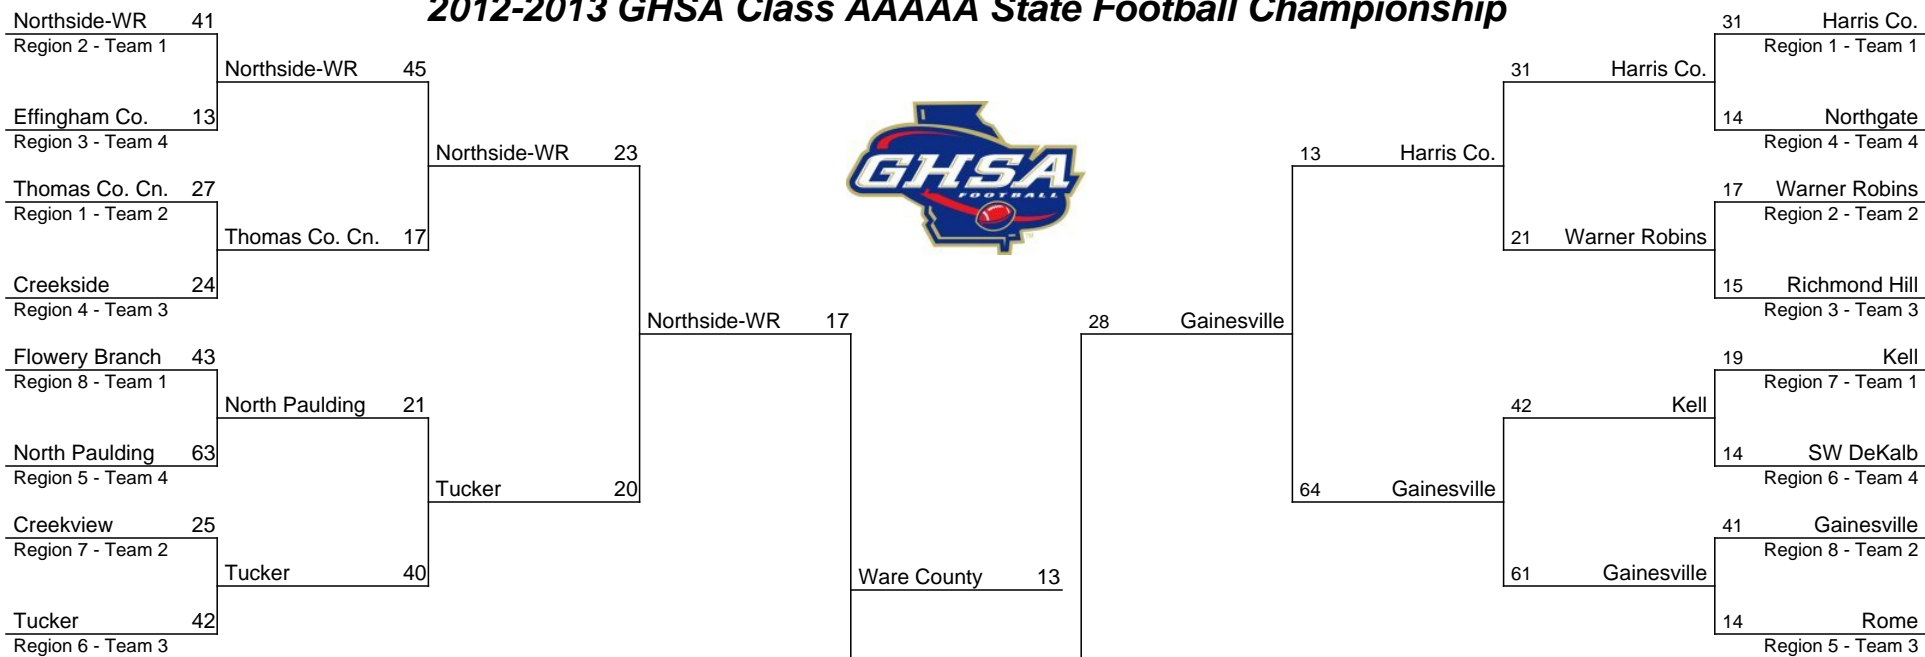 2012-2013 GHSA Class AAAAA State Football Championship
Northside-WR 41
Region 2 - Team 1
Effingham Co. 13
Region 3 - Team 4
Thomas Co. Cn. 27
Region 1 - Team 2
Creekside 24
Region 4 - Team 3
Flowery Branch 43
Region 8 - Team 1
North Paulding 63
Region 5 - Team 4
Creekview 25
Region 7 - Team 2
Tucker 42
Region 6 - Team 3
Northside-WR 45
Thomas Co. Cn. 17
North Paulding 21
Tucker 40
Northside-WR 23
Tucker 20
Northside-WR 17
Ware County 13
GHSA
FOOTBALL
TM
28 Gainesville
13 Harris Co.
64 Gainesville
31 Harris Co.
21 Warner Robins
42 Kell
61 Gainesville
31 Harris Co.
Region 1 - Team 1
14 Northgate
Region 4 - Team 4
17 Warner Robins
Region 2 - Team 2
15 Richmond Hill
Region 3 - Team 3
19 Kell
Region 7 - Team 1
14 SW DeKalb
Region 6 - Team 4
41 Gainesville
Region 8 - Team 2
14 Rome
Region 5 - Team 3